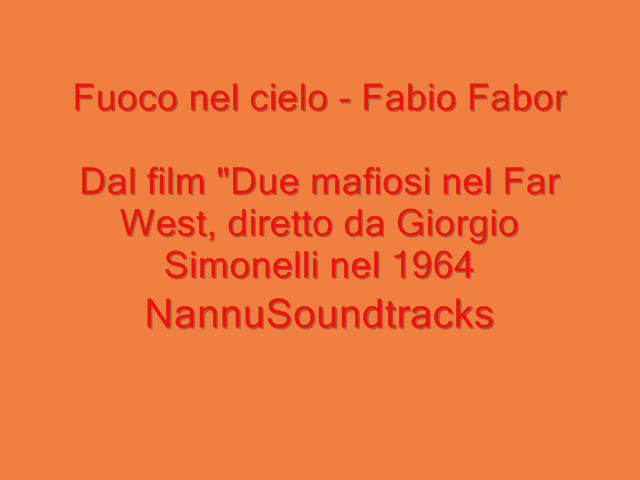 Fuoco nel cielo - Fabio Fabor
Dal film "Due mafiosi nel Far
West, diretto da Giorgio
Simonelli nel 1964
NannuSoundtracks